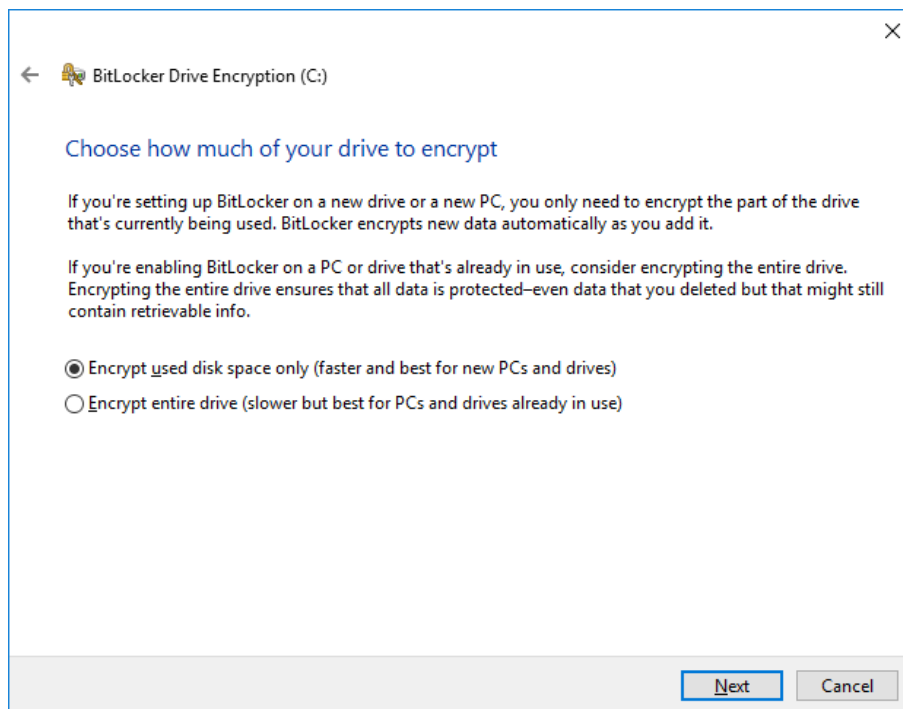 BitLocker Drive Encryption (C:)
Choose how much of your drive to encrypt
If you're setting up BitLocker on a new drive or a new PC, you only need to encrypt the part of the drive
that's currently being used. BitLocker encrypts new data automatically as you add it.
If you're enabling BitLocker on a PC or drive that's already in use, consider encrypting the entire drive.
Encrypting the entire drive ensures that all data is protected–even data that you deleted but that might still
contain retrievable info.
Encrypt used disk space only (faster and best for new PCs and drives)
Encrypt entire drive (slower but best for PCs and drives already in use)
Next Cancel